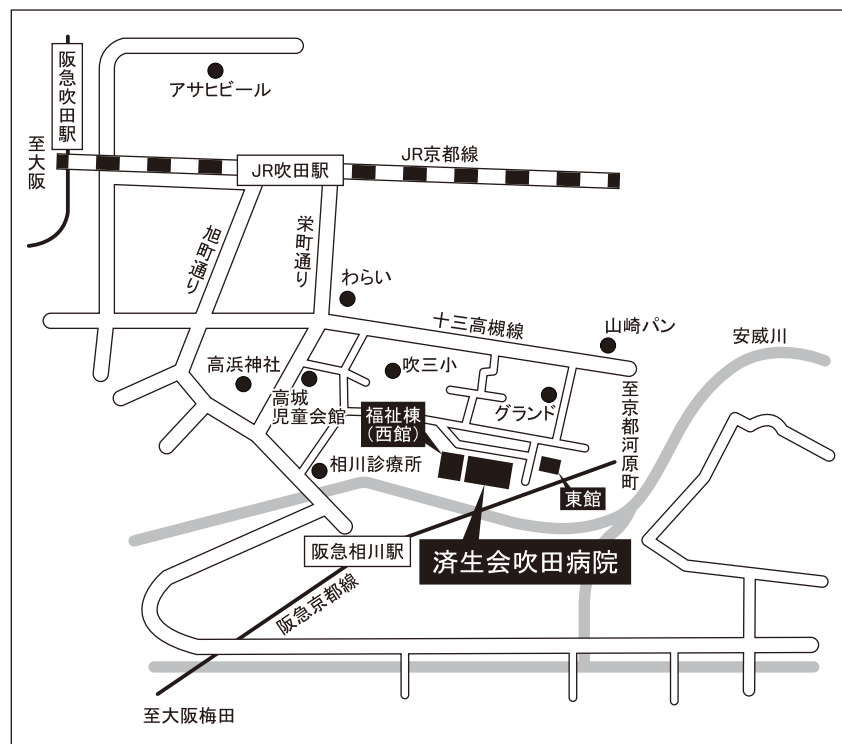 阪急吹田駅
アサヒビール
至大阪
JR吹田駅
JR京都線
旭町通り
栄町通り
わらい
十三高槻線
山崎パン
安威川
高浜神社
吹三小
高城
児童会館
グランド
至京都河原町
福祉棟
(西館)
相川診療所
東館
阪急相川駅
済生会吹田病院
阪急京都線
至大阪梅田